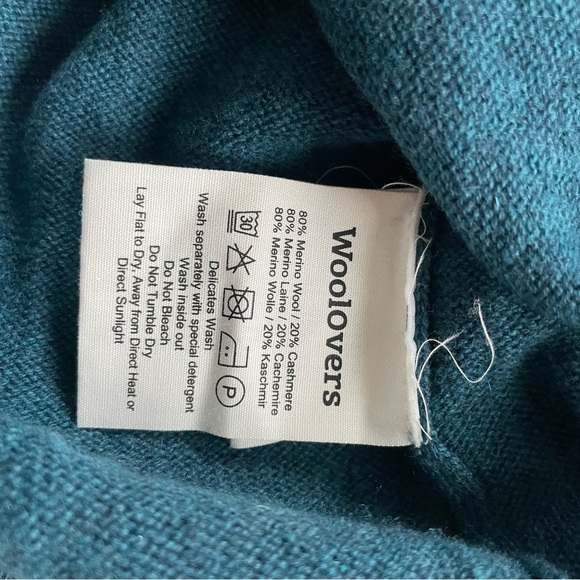 WoolOvers
80% Merino Wool / 20% Cashmere
80% Merino Laine / 20% Cachemire
80% Merino Wolle / 20% Kaschmir
30 P
Delicates Wash
Wash separately with special detergent
Wash inside out
Do Not Bleach
Do Not Tumble Dry
Lay Flat to Dry. Away from Direct Heat or
Direct Sunlight